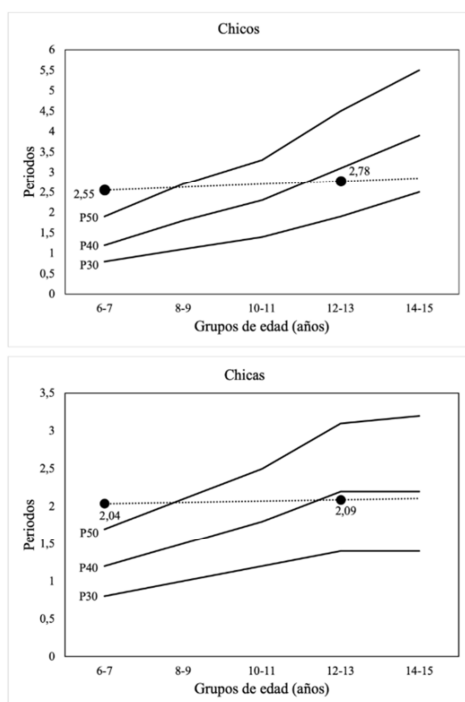 Chicos
6
5,5
5
4,5
4
3,5
3
2,5
2
1,5
1
0,5
0
Periodos
2,55
2,78
P50
P40
P30
6-7 8-9 10-11 12-13 14-15
Grupos de edad (años)
Chicas
3,5
3
2,5
2
1,5
1
0,5
0
Periodos
2,04
2,09
P50
P40
P30
6-7 8-9 10-11 12-13 14-15
Grupos de edad (años)